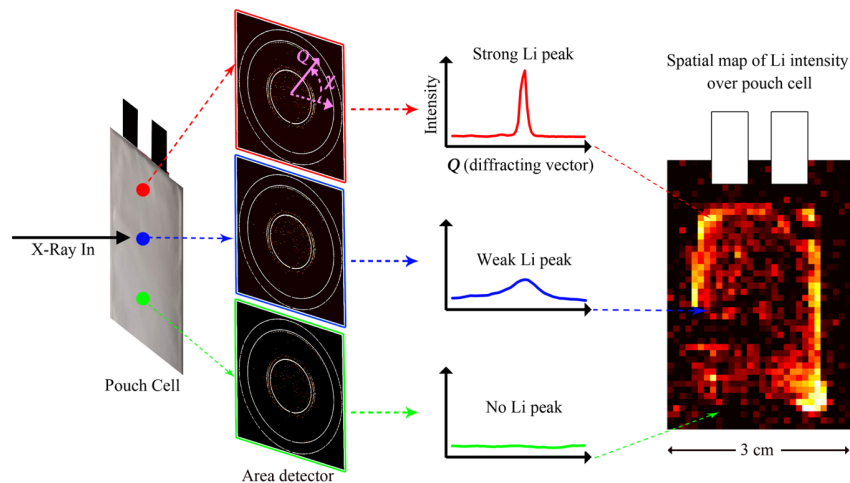 Strong Li peak
Spatial map of Li intensity
over pouch cell
Q
χ
Intensity
Q (diffracting vector)
X-Ray In
Weak Li peak
Pouch Cell
No Li peak
3 cm
Area detector